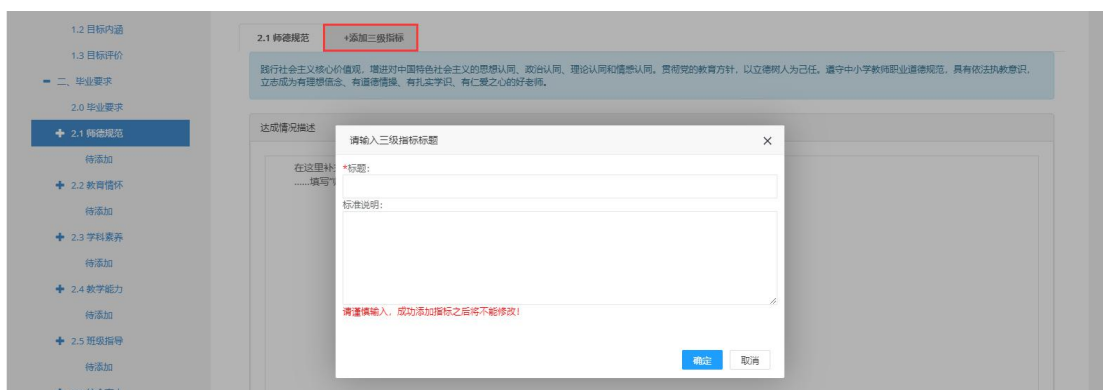 1.2 目标内涵
1.3 目标评价
二、毕业要求
2.0 毕业要求
2.1 师德规范
待添加
2.2 教育情怀
待添加
2.3 学科素养
待添加
2.4 教学能力
待添加
2.5 班级指导
待添加
2.1 师德规范
+添加三级指标
践行社会主义核心价值观，增进对中国特色社会主义的思想认同、政治认同、理论认同和情感认同。贯彻党的教育方针，以立德树人为己任。遵守中小学教师职业道德规范，具有依法执教意识，
立志成为有理想信念、有道德情操、有扎实学识、有仁爱之心的好老师。
达成情况描述
在这里补
……填写"
请输入三级指标标题
*标题：
标准说明：
请谨慎输入，成功添加指标之后将不能修改！
确定
取消